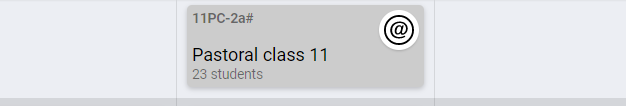 11PC-2a#
@
Pastoral class 11
23 students